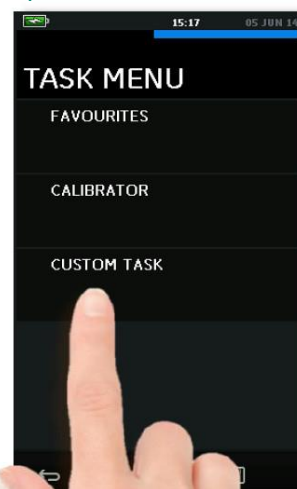 15:17 05 JUN 14
TASK MENU
FAVOURITES
CALIBRATOR
CUSTOM TASK